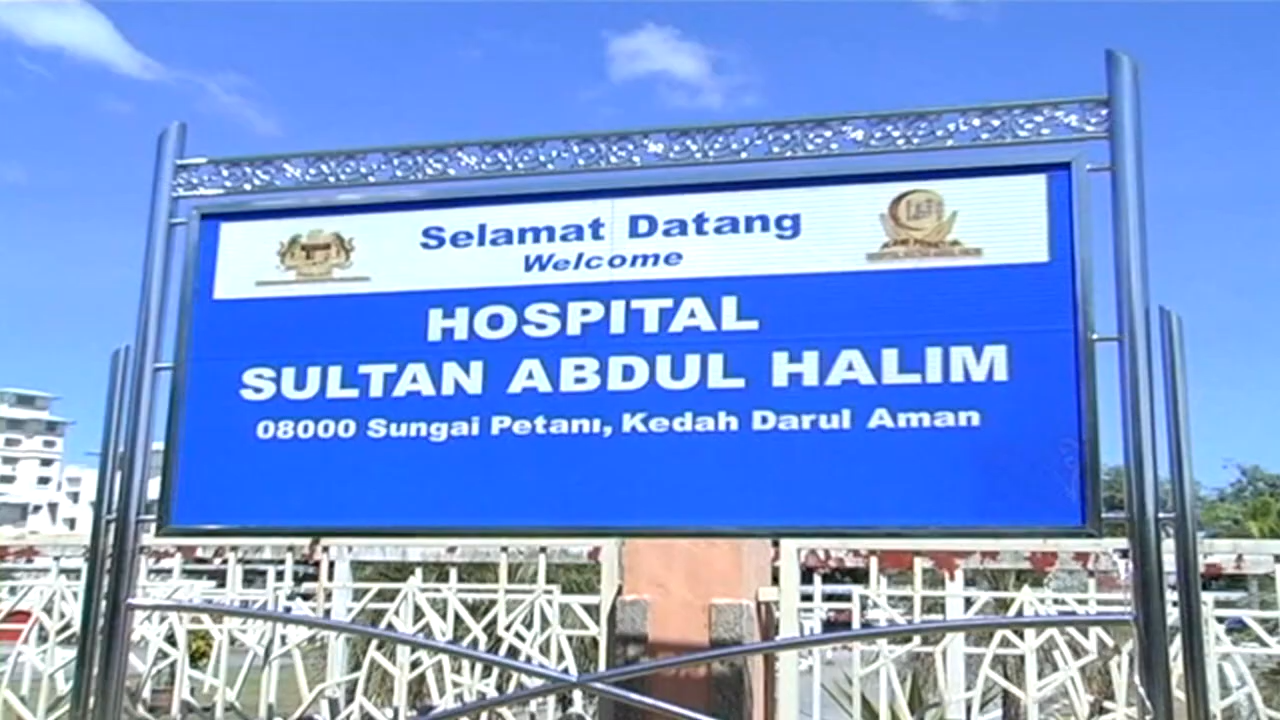 Selamat Datang
Welcome
HOSPITAL
SULTAN ABDUL HALIM
08000 Sungai Petani, Kedah Darul Aman